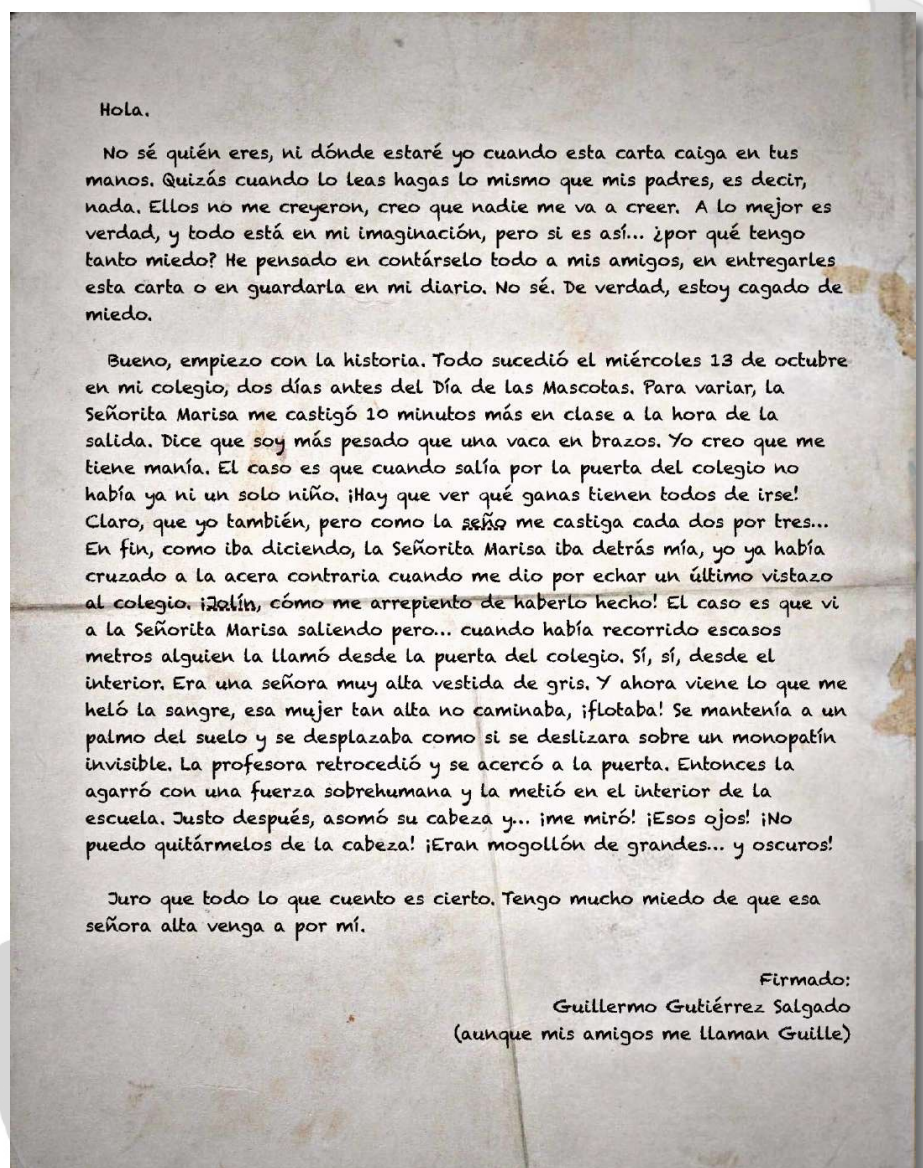 Hola.
No sé quién eres, ni dónde estaré yo cuando esta carta caiga en tus
manos. Quizás cuando lo leas hagas lo mismo que mis padres, es decir,
nada. Ellos no me creyeron, creo que nadie me va a creer. A lo mejor es
verdad, y todo está en mi imaginación, pero si es así... ¿por qué tengo
tanto miedo? He pensado en contárselo todo a mis amigos, en entregarles
esta carta o en guardarla en mi diario. No sé. De verdad, estoy cagado de
miedo.
Bueno, empiezo con la historia. Todo sucedió el miércoles 13 de octubre
en mi colegio, dos días antes del Día de las Mascotas. Para variar, la
Señorita Marisa me castigó 10 minutos más en clase a la hora de la
salida. Dice que soy más pesado que una vaca en brazos. Yo creo que me
tiene manía. El caso es que cuando salía por la puerta del colegio no
había ya ni un solo niño. ¡Hay que ver qué ganas tienen todos de irse!
Claro, que yo también, pero como la seño me castiga cada dos por tres...
En fin, como iba diciendo, la Señorita Marisa iba detrás mía, yo ya había
cruzado a la acera contraria cuando me dio por echar un último vistazo
al colegio. ¡Jolín, cómo me arrepiento de haberlo hecho! El caso es que vi
a la Señorita Marisa saliendo pero... cuando había recorrido escasos
metros alguien la llamó desde la puerta del colegio. Sí, sí, desde el
interior. Era una señora muy alta vestida de gris. Y ahora viene lo que me
heló la sangre, esa mujer tan alta no caminaba, ¡flotaba! Se mantenía a un
palmo del suelo y se desplazaba como si se deslizara sobre un monopatín
invisible. La profesora retrocedió y se acercó a la puerta. Entonces la
agarró con una fuerza sobrehumana y la metió en el interior de la
escuela. Justo después, asomó su cabeza y... ¡me miró! ¡Esos ojos! ¡No
puedo quitármelos de la cabeza! ¡Eran mogollón de grandes... y oscuros!
Juro que todo lo que cuento es cierto. Tengo mucho miedo de que esa
señora alta venga a por mí.
Firmado:
Guillermo Gutiérrez Salgado
(aunque mis amigos me llaman Guille)